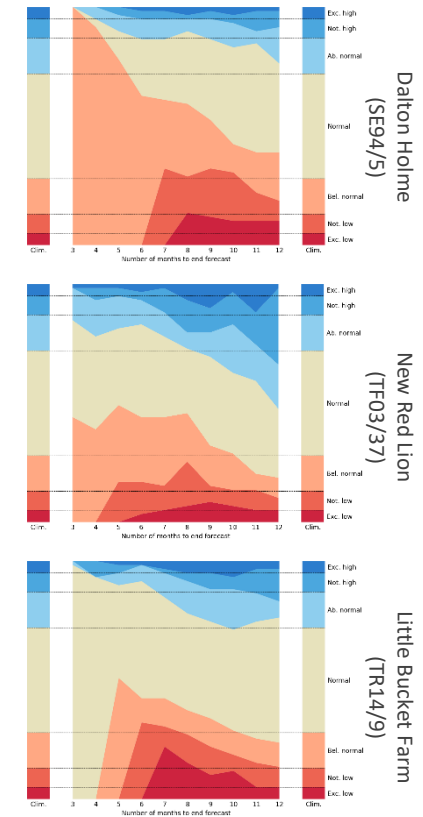 Exc. high
Not. high
Ab. normal
Normal
Bel. normal
Not. low
Exc. low
Clim.
3 4 5 6 7 8 9 10 11 12
Clim.
Number of months to end forecast
Dalton Holme
(SE94/5)
Exc. high
Not. high
Ab. normal
Normal
Bel. normal
Not. low
Exc. low
Clim.
3 4 5 6 7 8 9 10 11 12
Clim.
Number of months to end forecast
New Red Lion
(TF03/37)
Exc. high
Not. high
Ab. normal
Normal
Bel. normal
Not. low
Exc. low
Clim.
3 4 5 6 7 8 9 10 11 12
Clim.
Number of months to end forecast
Little Bucket Farm
(TR14/9)